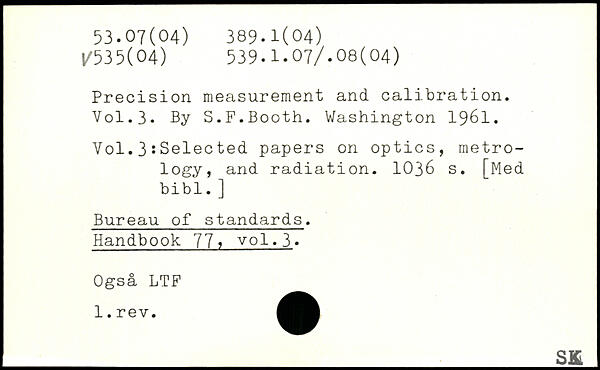 53.07(04) 389.1(04)
V535(04) 539.1.07/.08(04)
Precision measurement and calibration.
Vol.3. By S.F.Booth. Washington 1961.
Vol.3:Selected papers on optics, metro-
logy, and radiation. 1036 s. [Med
bibl.]
Bureau of standards.
Handbook 77, vol.3.
Også LTF
1.rev.
SK